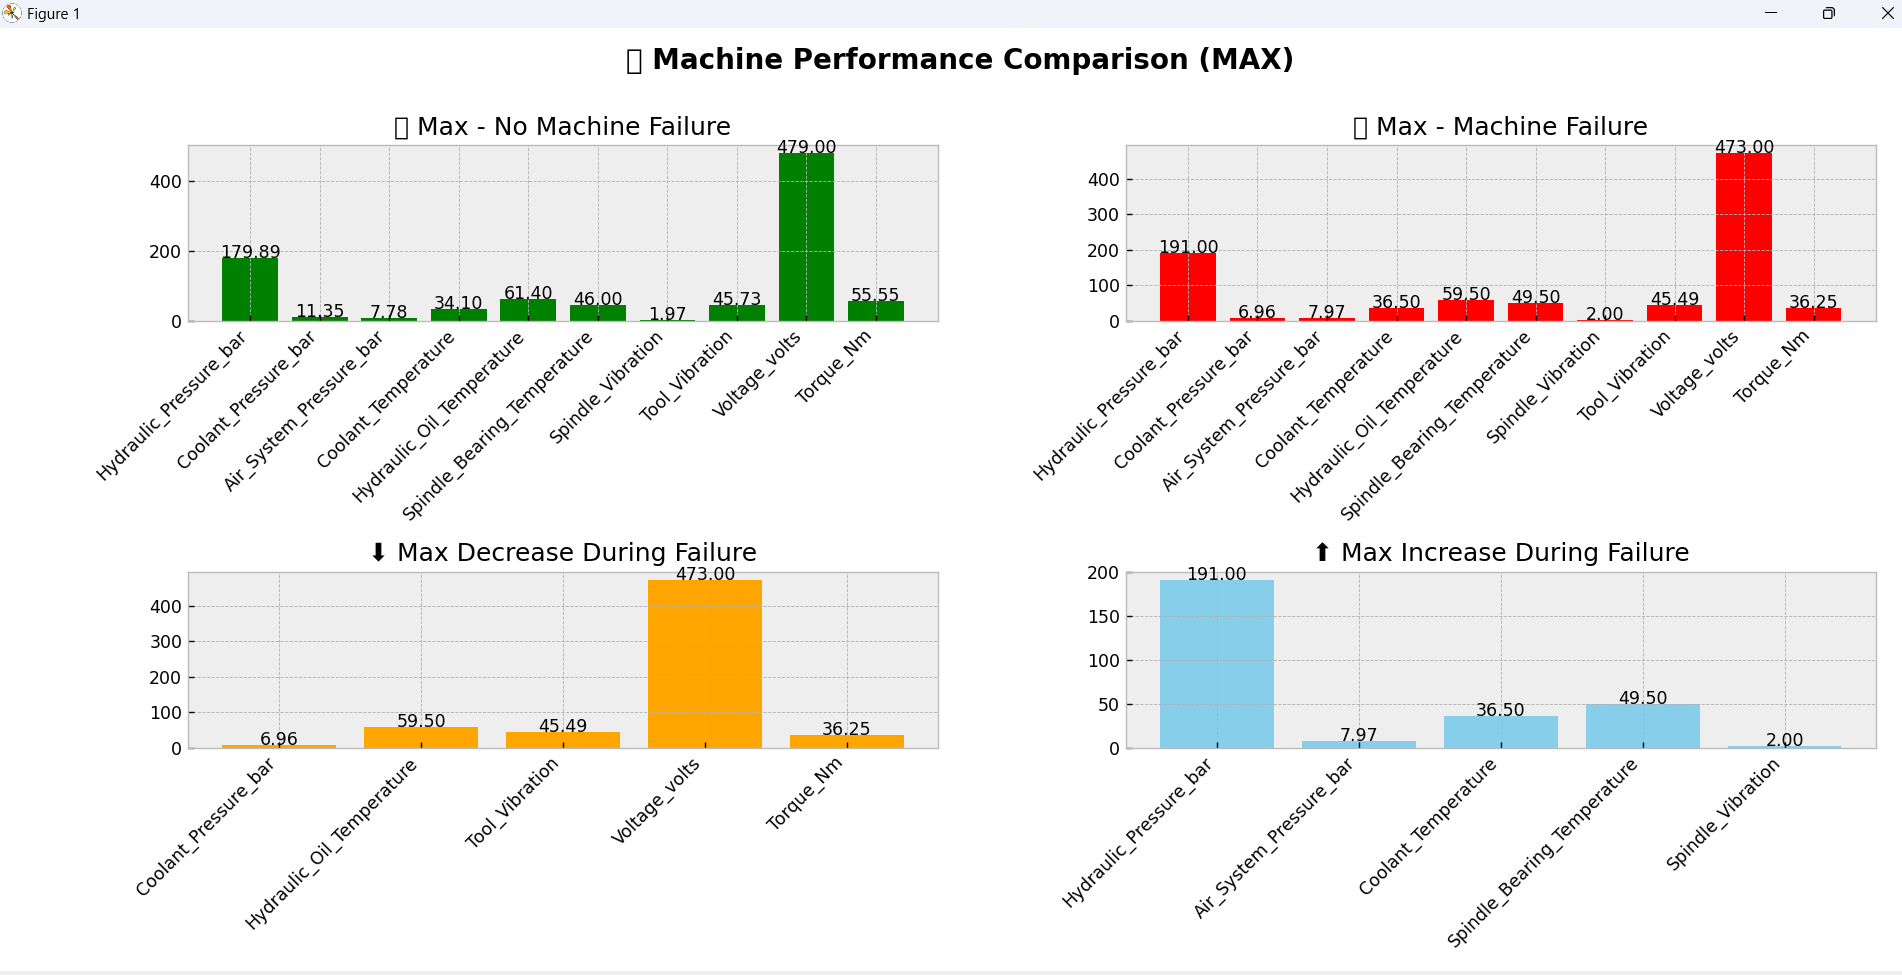 Figure 1
Machine Performance Comparison (MAX)
Max - No Machine Failure
400
200
0
179.89
11.35
7.78
34.10
61.40
46.00
1.97
45.73
479.00
55.55
Hydraulic_Pressure_bar
Coolant_Pressure_bar
Air_System_Pressure_bar
Coolant_Temperature
Hydraulic_Oil_Temperature
Spindle_Bearing_Temperature
Spindle_Vibration
Tool_Vibration
Voltage_volts
Torque_Nm
Max - Machine Failure
400
300
200
100
0
191.00
6.96
7.97
36.50
59.50
49.50
2.00
45.49
473.00
36.25
Hydraulic_Pressure_bar
Coolant_Pressure_bar
Air_System_Pressure_bar
Coolant_Temperature
Hydraulic_Oil_Temperature
Spindle_Bearing_Temperature
Spindle_Vibration
Tool_Vibration
Voltage_volts
Torque_Nm
⬇ Max Decrease During Failure
400
300
200
100
0
6.96
59.50
45.49
473.00
36.25
Coolant_Pressure_bar
Hydraulic_Oil_Temperature
Tool_Vibration
Voltage_volts
Torque_Nm
⬆ Max Increase During Failure
200
150
100
50
0
191.00
7.97
36.50
49.50
2.00
Hydraulic_Pressure_bar
Air_System_Pressure_bar
Coolant_Temperature
Spindle_Bearing_Temperature
Spindle_Vibration